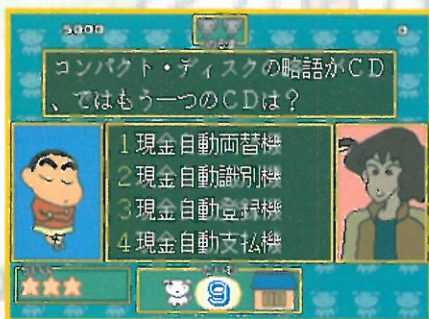 5000
0
コンパクト・ディスクの略語がCD
、ではもう一つのCDは？
1 現金自動両替機
2 現金自動識別機
3 現金自動登録機
4 現金自動支払機
9